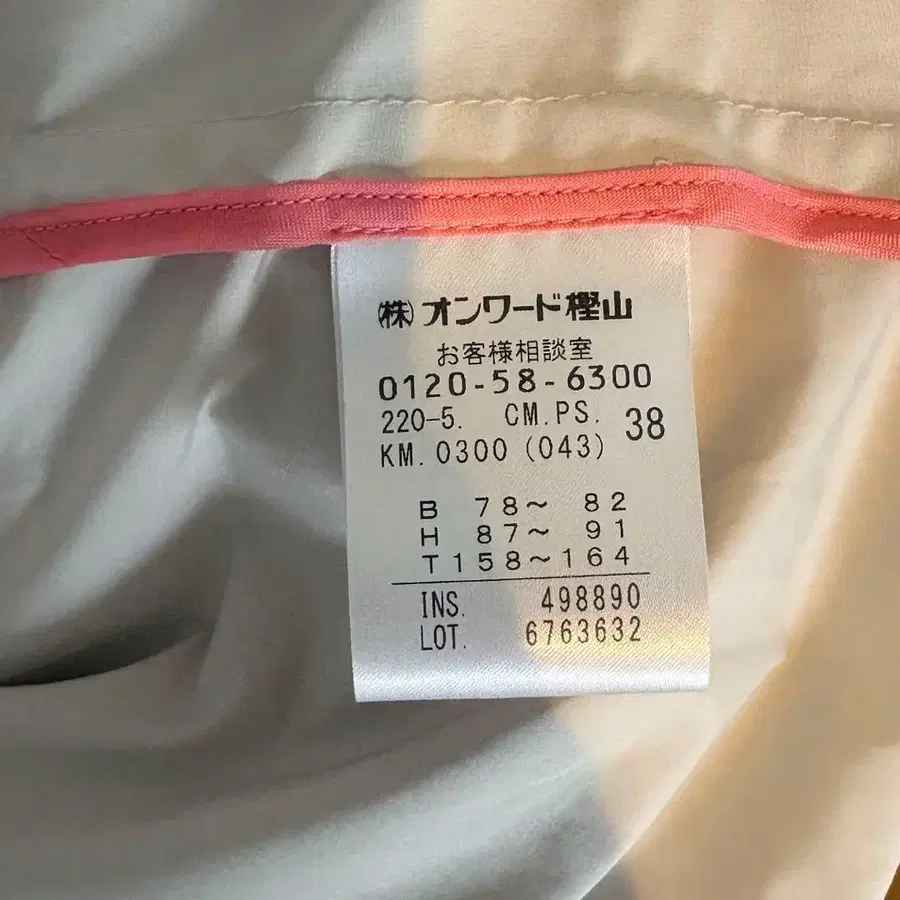 ㈱オンワード樫山
お客様相談室
0120-58-6300
220-5. CM.PS. 38
KM. 0300 (043)
B 78〜 82
H 87〜 91
T158〜164
INS. 498890
LOT. 6763632